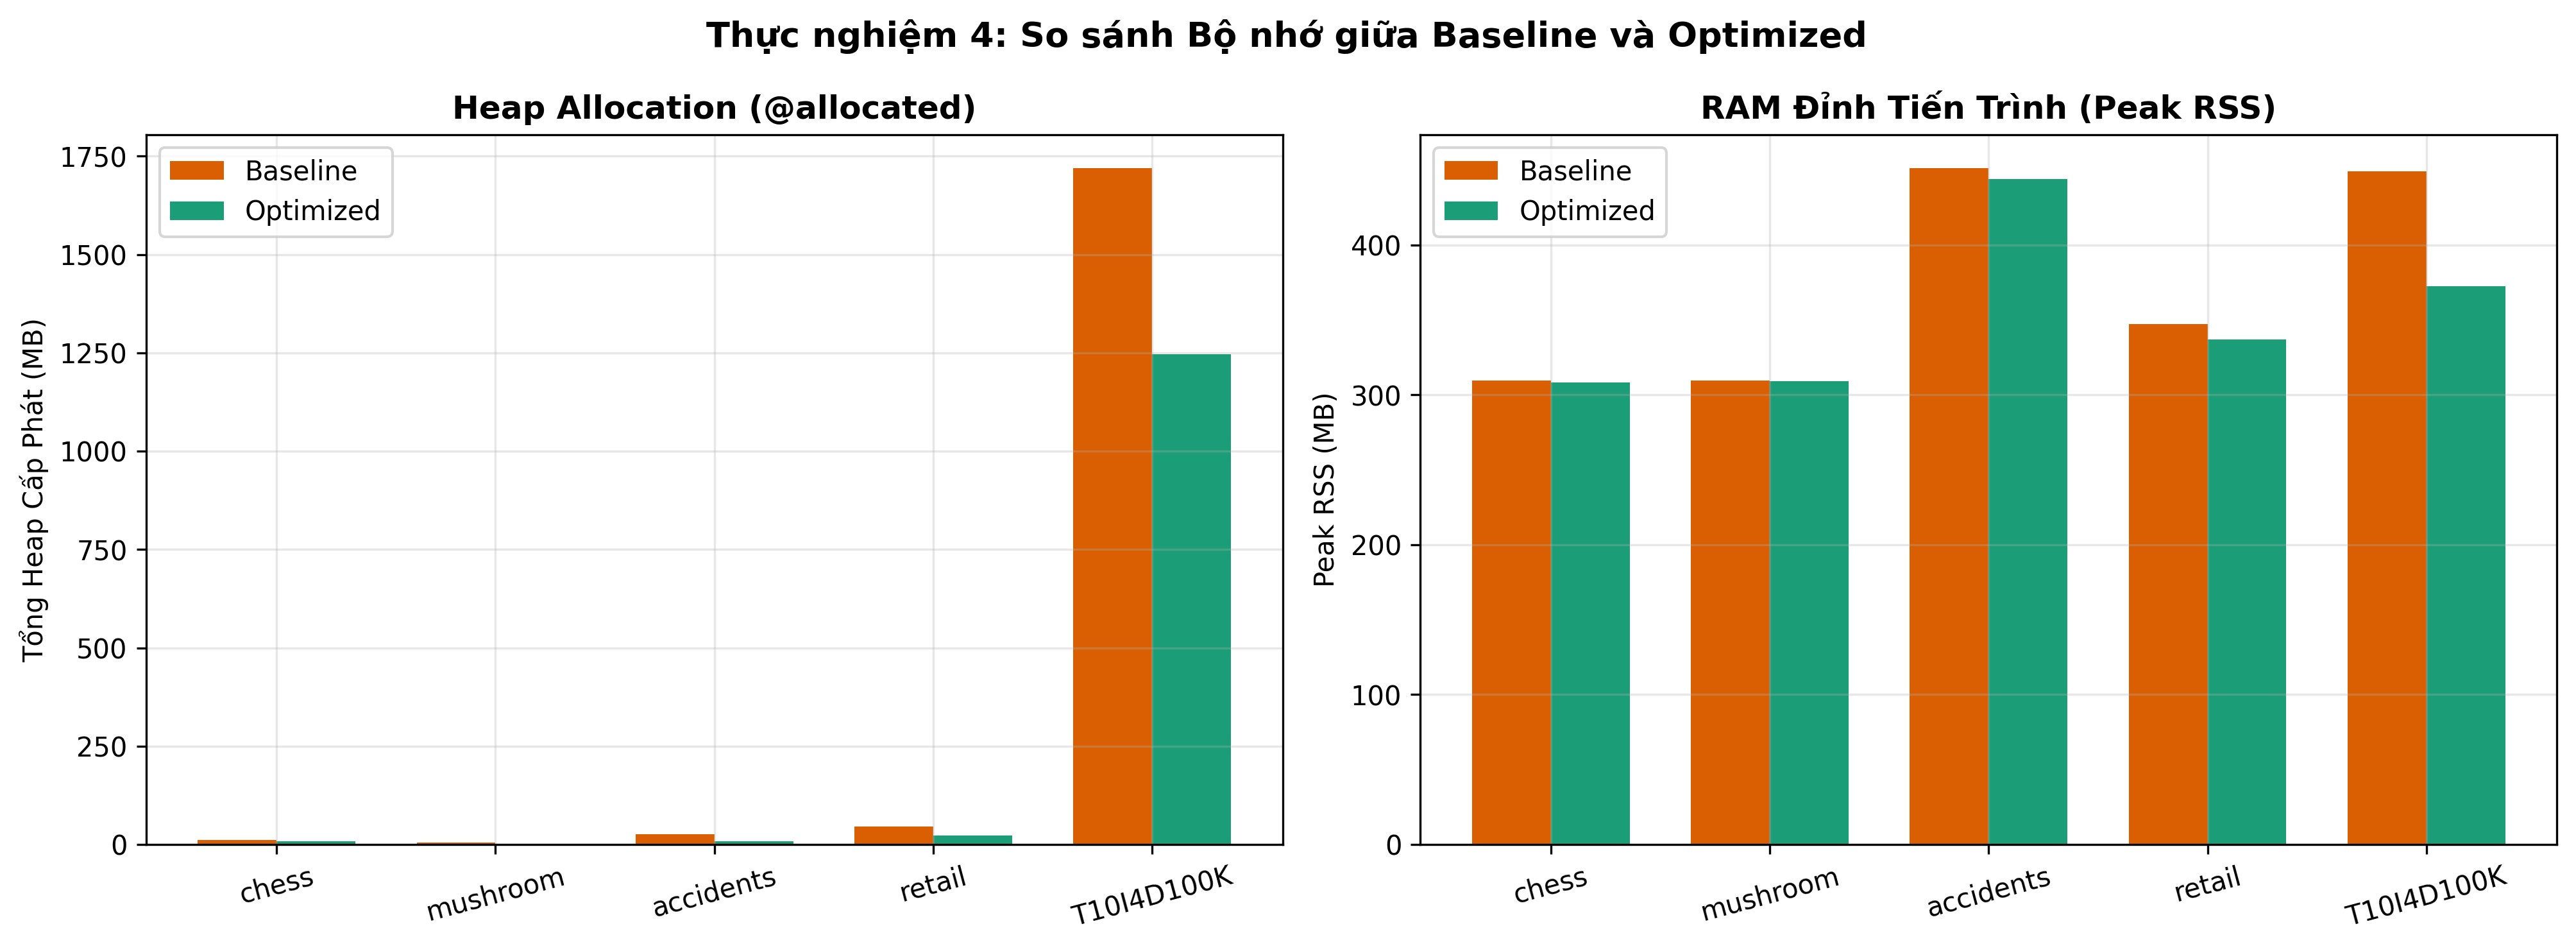 Thực nghiệm 4: So sánh Bộ nhớ giữa Baseline và Optimized
Heap Allocation (@allocated)
Baseline
Optimized
Tổng Heap Cấp Phát (MB)
1750
1500
1250
1000
750
500
250
0
chess
mushroom
accidents
retail
T10I4D100K
RAM Đỉnh Tiến Trình (Peak RSS)
Baseline
Optimized
Peak RSS (MB)
400
300
200
100
0
chess
mushroom
accidents
retail
T10I4D100K